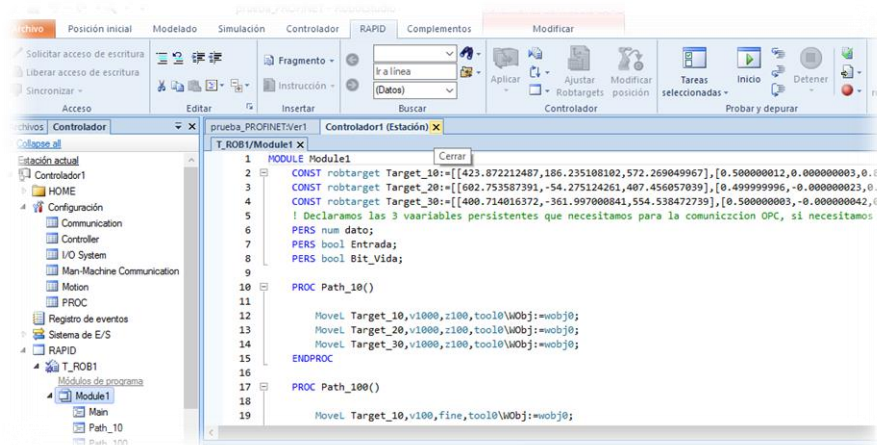 prueba_PROFINET - RobotStudio
Archivo Posición inicial Modelado Simulación Controlador RAPID Complementos Modificar
Solicitar acceso de escritura
Liberar acceso de escritura
Sincronizar
Acceso
Editar
Fragmento
Instrucción
Insertar
Ir a línea
(Datos)
Buscar
Aplicar
Ajustar Robtargets
Modificar posición
Controlador
Tareas seleccionadas
Inicio
Detener
Probar y depurar
Archivos Controlador
Collapse all
Estación actual
Controlador1
HOME
Configuración
Communication
Controller
I/O System
Man-Machine Communication
Motion
PROC
Registro de eventos
Sistema de E/S
RAPID
T_ROB1
Módulos de programa
Module1
Main
Path_10
Path_100
prueba_PROFINET:Ver1 Controlador1 (Estación) X
T_ROB1/Module1 X
Cerrar
1 MODULE Module1
2 CONST robtarget Target_10:=[[423.872212487,186.235108102,572.269049967],[0.500000012,0.000000003,0.8
3 CONST robtarget Target_20:=[[602.753587391,-54.275124261,407.456057039],[0.499999996,-0.000000023,0.
4 CONST robtarget Target_30:=[[400.714016372,-361.997000841,554.538472739],[0.500000003,-0.000000042,0
5 ! Declaramos las 3 vaariables persistentes que necesitamos para la comuniczcion OPC, si necesitamos
6 PERS num dato;
7 PERS bool Entrada;
8 PERS bool Bit_Vida;
9
10 PROC Path_10()
11
12 MoveL Target_10,v1000,z100,tool0\WObj:=wobj0;
13 MoveL Target_20,v1000,z100,tool0\WObj:=wobj0;
14 MoveL Target_30,v1000,z100,tool0\WObj:=wobj0;
15 ENDPROC
16
17 PROC Path_100()
18
19 MoveL Target_10,v100,fine,tool0\WObj:=wobj0;